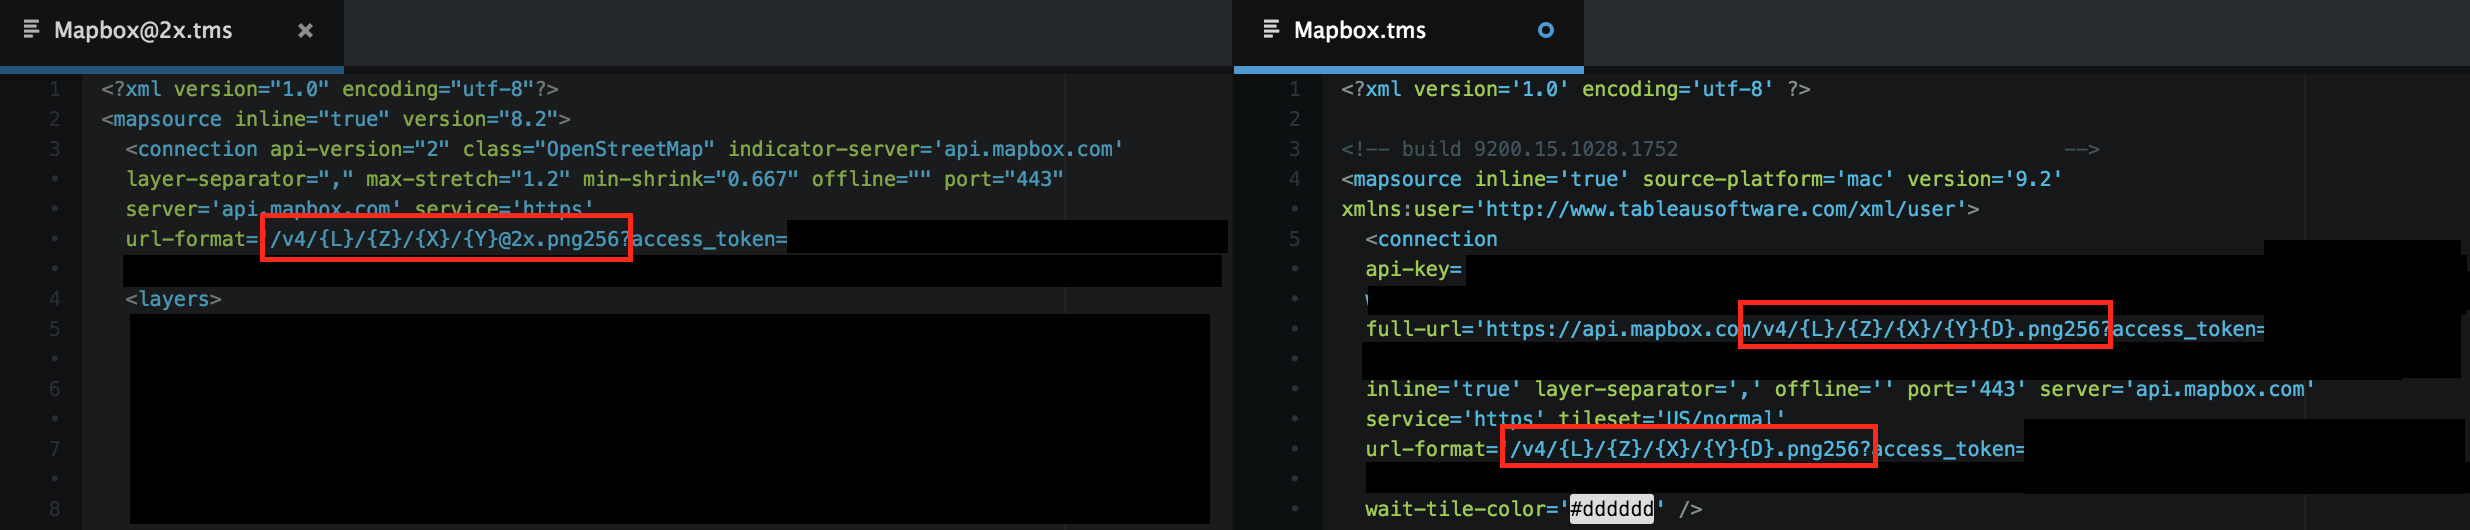 Mapbox@2x.tms
1 <?xml version="1.0" encoding="utf-8"?>
2 <mapsource inline="true" version="8.2">
3 <connection api-version="2" class="OpenStreetMap" indicator-server='api.mapbox.com'
layer-separator="," max-stretch="1.2" min-shrink="0.667" offline="" port="443"
server='api.mapbox.com' service='https'
url-format='/v4/{L}/{Z}/{X}/{Y}@2x.png256?access_token=
4 <layers>
5
6
7
8
Mapbox.tms
1 <?xml version='1.0' encoding='utf-8' ?>
2
3 <!-- build 9200.15.1028.1752 -->
4 <mapsource inline='true' source-platform='mac' version='9.2'
xmlns:user='http://www.tableausoftware.com/xml/user'>
5 <connection
api-key=
full-url='https://api.mapbox.com/v4/{L}/{Z}/{X}/{Y}{D}.png256?access_token=
inline='true' layer-separator=',' offline='' port='443' server='api.mapbox.com'
service='https' tileset='US/normal'
url-format='/v4/{L}/{Z}/{X}/{Y}{D}.png256?access_token=
wait-tile-color='#dddddd' />